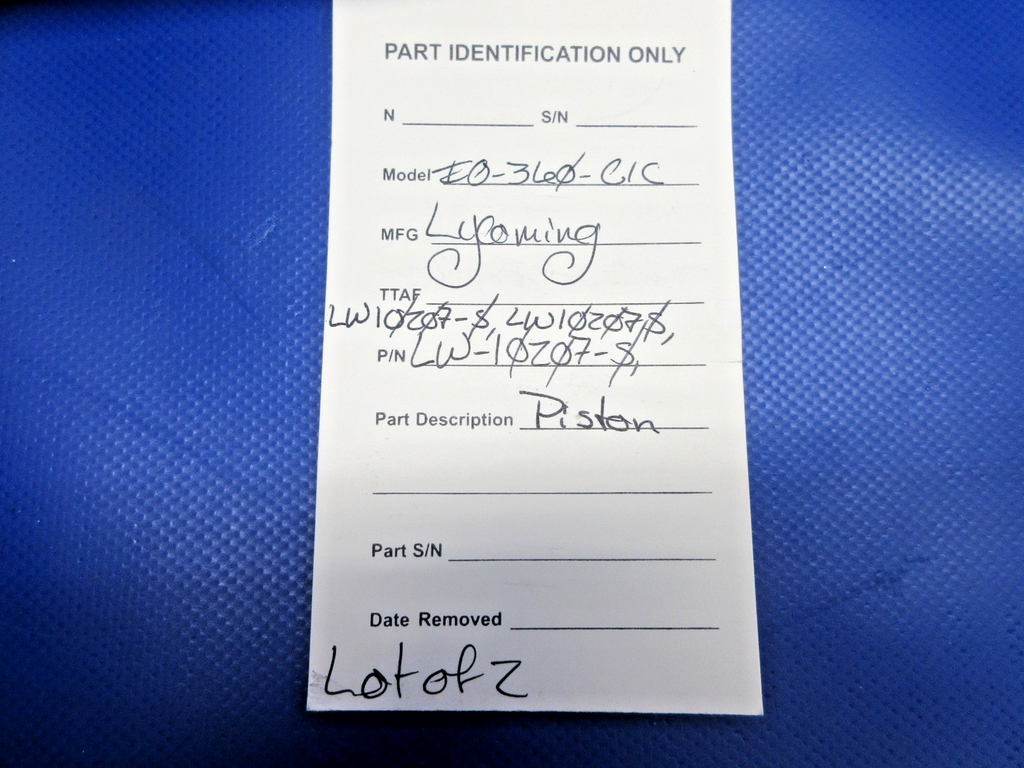 PART IDENTIFICATION ONLY
N S/N
Model IO-360-C1C
MFG Lycoming
TTAF
LW10207-S, LW10207S,
P/N LW-10207-S,
Part Description Piston
Part S/N
Date Removed
Lot of 2